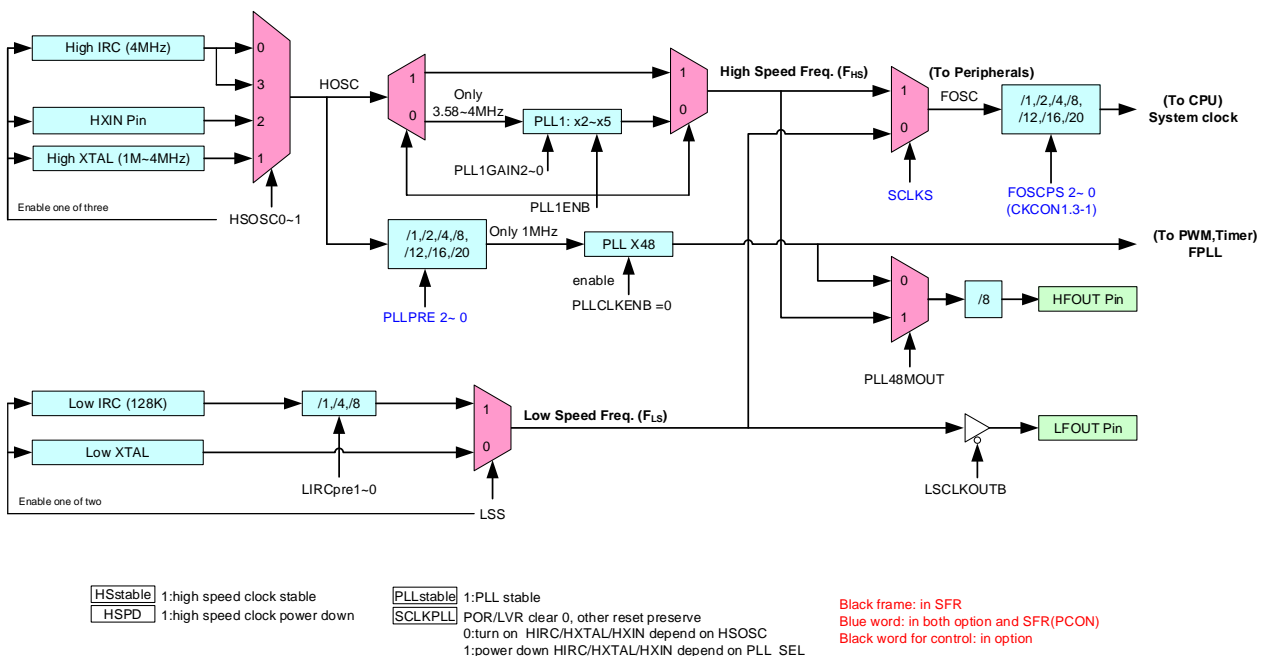 High IRC (4MHz)
HXIN Pin
High XTAL (1M~4MHz)
Enable one of three
0
3
2
1
HSOSC0~1
HOSC
1
0
Only
3.58~4MHz
PLL1: x2~x5
PLL1GAIN2~0
PLL1ENB
1
0
High Speed Freq. (FHS)
(To Peripherals)
FOSC
1
0
SCLKS
/1,/2,/4,/8,
/12,/16,/20
FOSCPS 2~ 0
(CKCON1.3-1)
(To CPU)
System clock
/1,/2,/4,/8,
/12,/16,/20
PLLPRE 2~ 0
Only 1MHz
PLL X48
enable
PLLCLKENB =0
(To PWM,Timer)
FPLL
0
1
PLL48MOUT
/8
HFOUT Pin
Low IRC (128K)
/1,/4,/8
Low XTAL
LIRCpre1~0
Enable one of two
1
0
LSS
Low Speed Freq. (FLS)
LSCLKOUTB
LFOUT Pin
HSstable 1:high speed clock stable
HSPD 1:high speed clock power down
PLLstable 1:PLL stable
SCLKPLL POR/LVR clear 0, other reset preserve
0:turn on HIRC/HXTAL/HXIN depend on HSOSC
1:power down HIRC/HXTAL/HXIN depend on PLL_SEL
Black frame: in SFR
Blue word: in both option and SFR(PCON)
Black word for control: in option